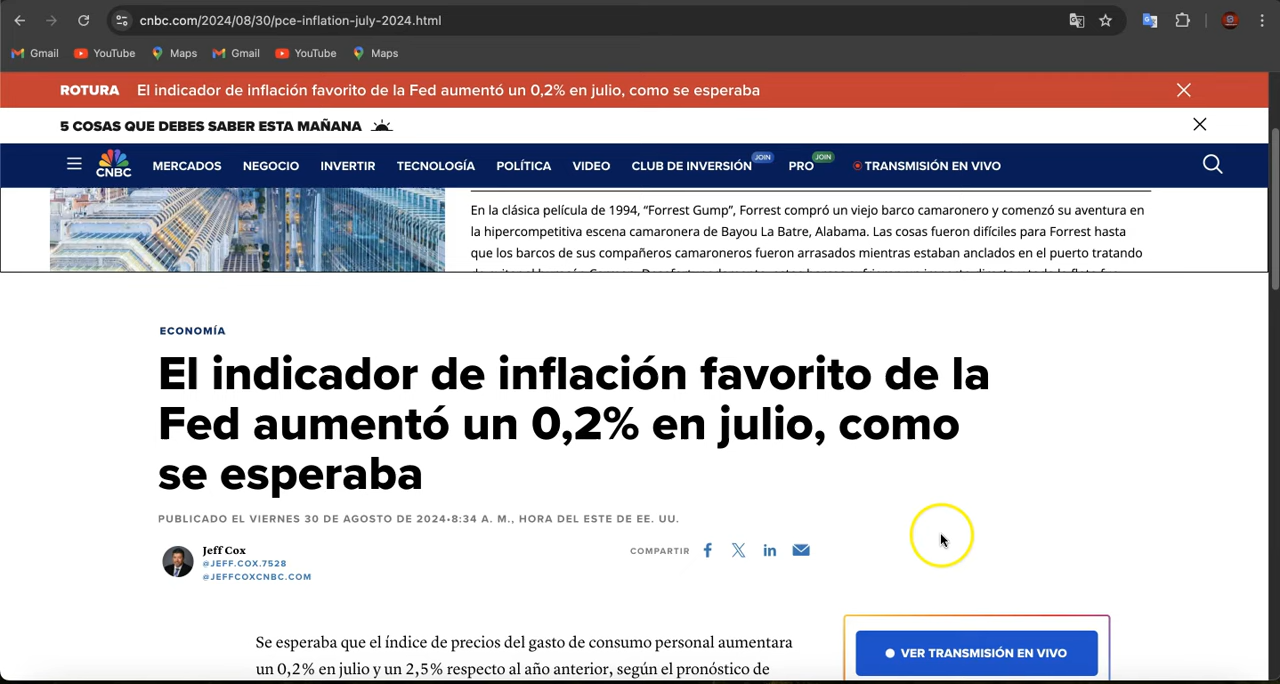 cnbc.com/2024/08/30/pce-inflation-july-2024.html
Gmail YouTube Maps Gmail YouTube Maps
ROTURA El indicador de inflación favorito de la Fed aumentó un 0,2% en julio, como se esperaba
5 COSAS QUE DEBES SABER ESTA MAÑANA
CNBC MERCADOS NEGOCIO INVERTIR TECNOLOGÍA POLÍTICA VIDEO CLUB DE INVERSIÓN JOIN PRO JOIN TRANSMISIÓN EN VIVO
En la clásica película de 1994, “Forrest Gump”, Forrest compró un viejo barco camaronero y comenzó su aventura en
la hipercompetitiva escena camaronera de Bayou La Batre, Alabama. Las cosas fueron difíciles para Forrest hasta
que los barcos de sus compañeros camaroneros fueron arrasados mientras estaban anclados en el puerto tratando
ECONOMÍA
El indicador de inflación favorito de la
Fed aumentó un 0,2% en julio, como
se esperaba
PUBLICADO EL VIERNES 30 DE AGOSTO DE 2024•8:34 A. M., HORA DEL ESTE DE EE. UU.
Jeff Cox
@JEFF.COX.7528
@JEFFCOXCNBC.COM
COMPARTIR
Se esperaba que el índice de precios del gasto de consumo personal aumentara
un 0,2% en julio y un 2,5% respecto al año anterior, según el pronóstico de
VER TRANSMISIÓN EN VIVO